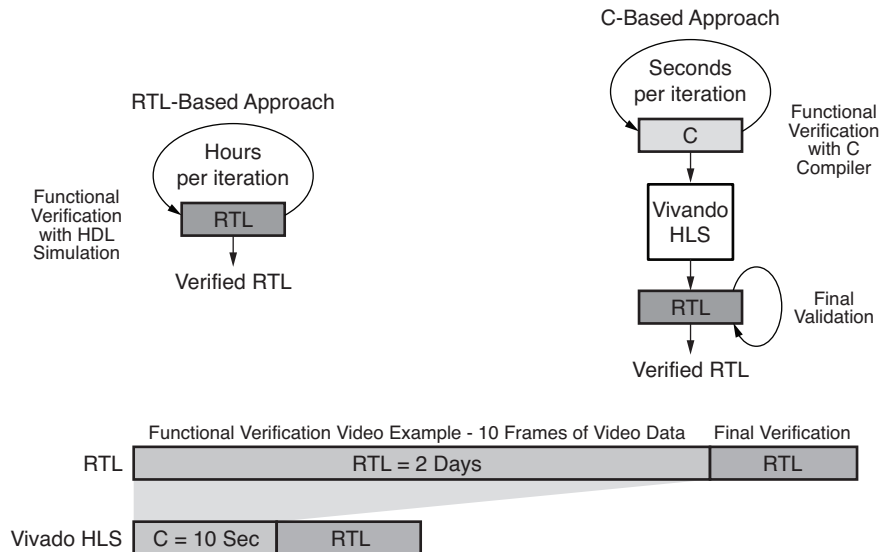 RTL-Based Approach
Hours
per iteration
Functional
Verification
with HDL
Simulation
RTL
Verified RTL
C-Based Approach
Seconds
per iteration
C
Functional
Verification
with C
Compiler
Vivando
HLS
RTL
Final
Validation
Verified RTL
Functional Verification Video Example - 10 Frames of Video Data
Final Verification
RTL
RTL = 2 Days
RTL
Vivado HLS
C = 10 Sec
RTL